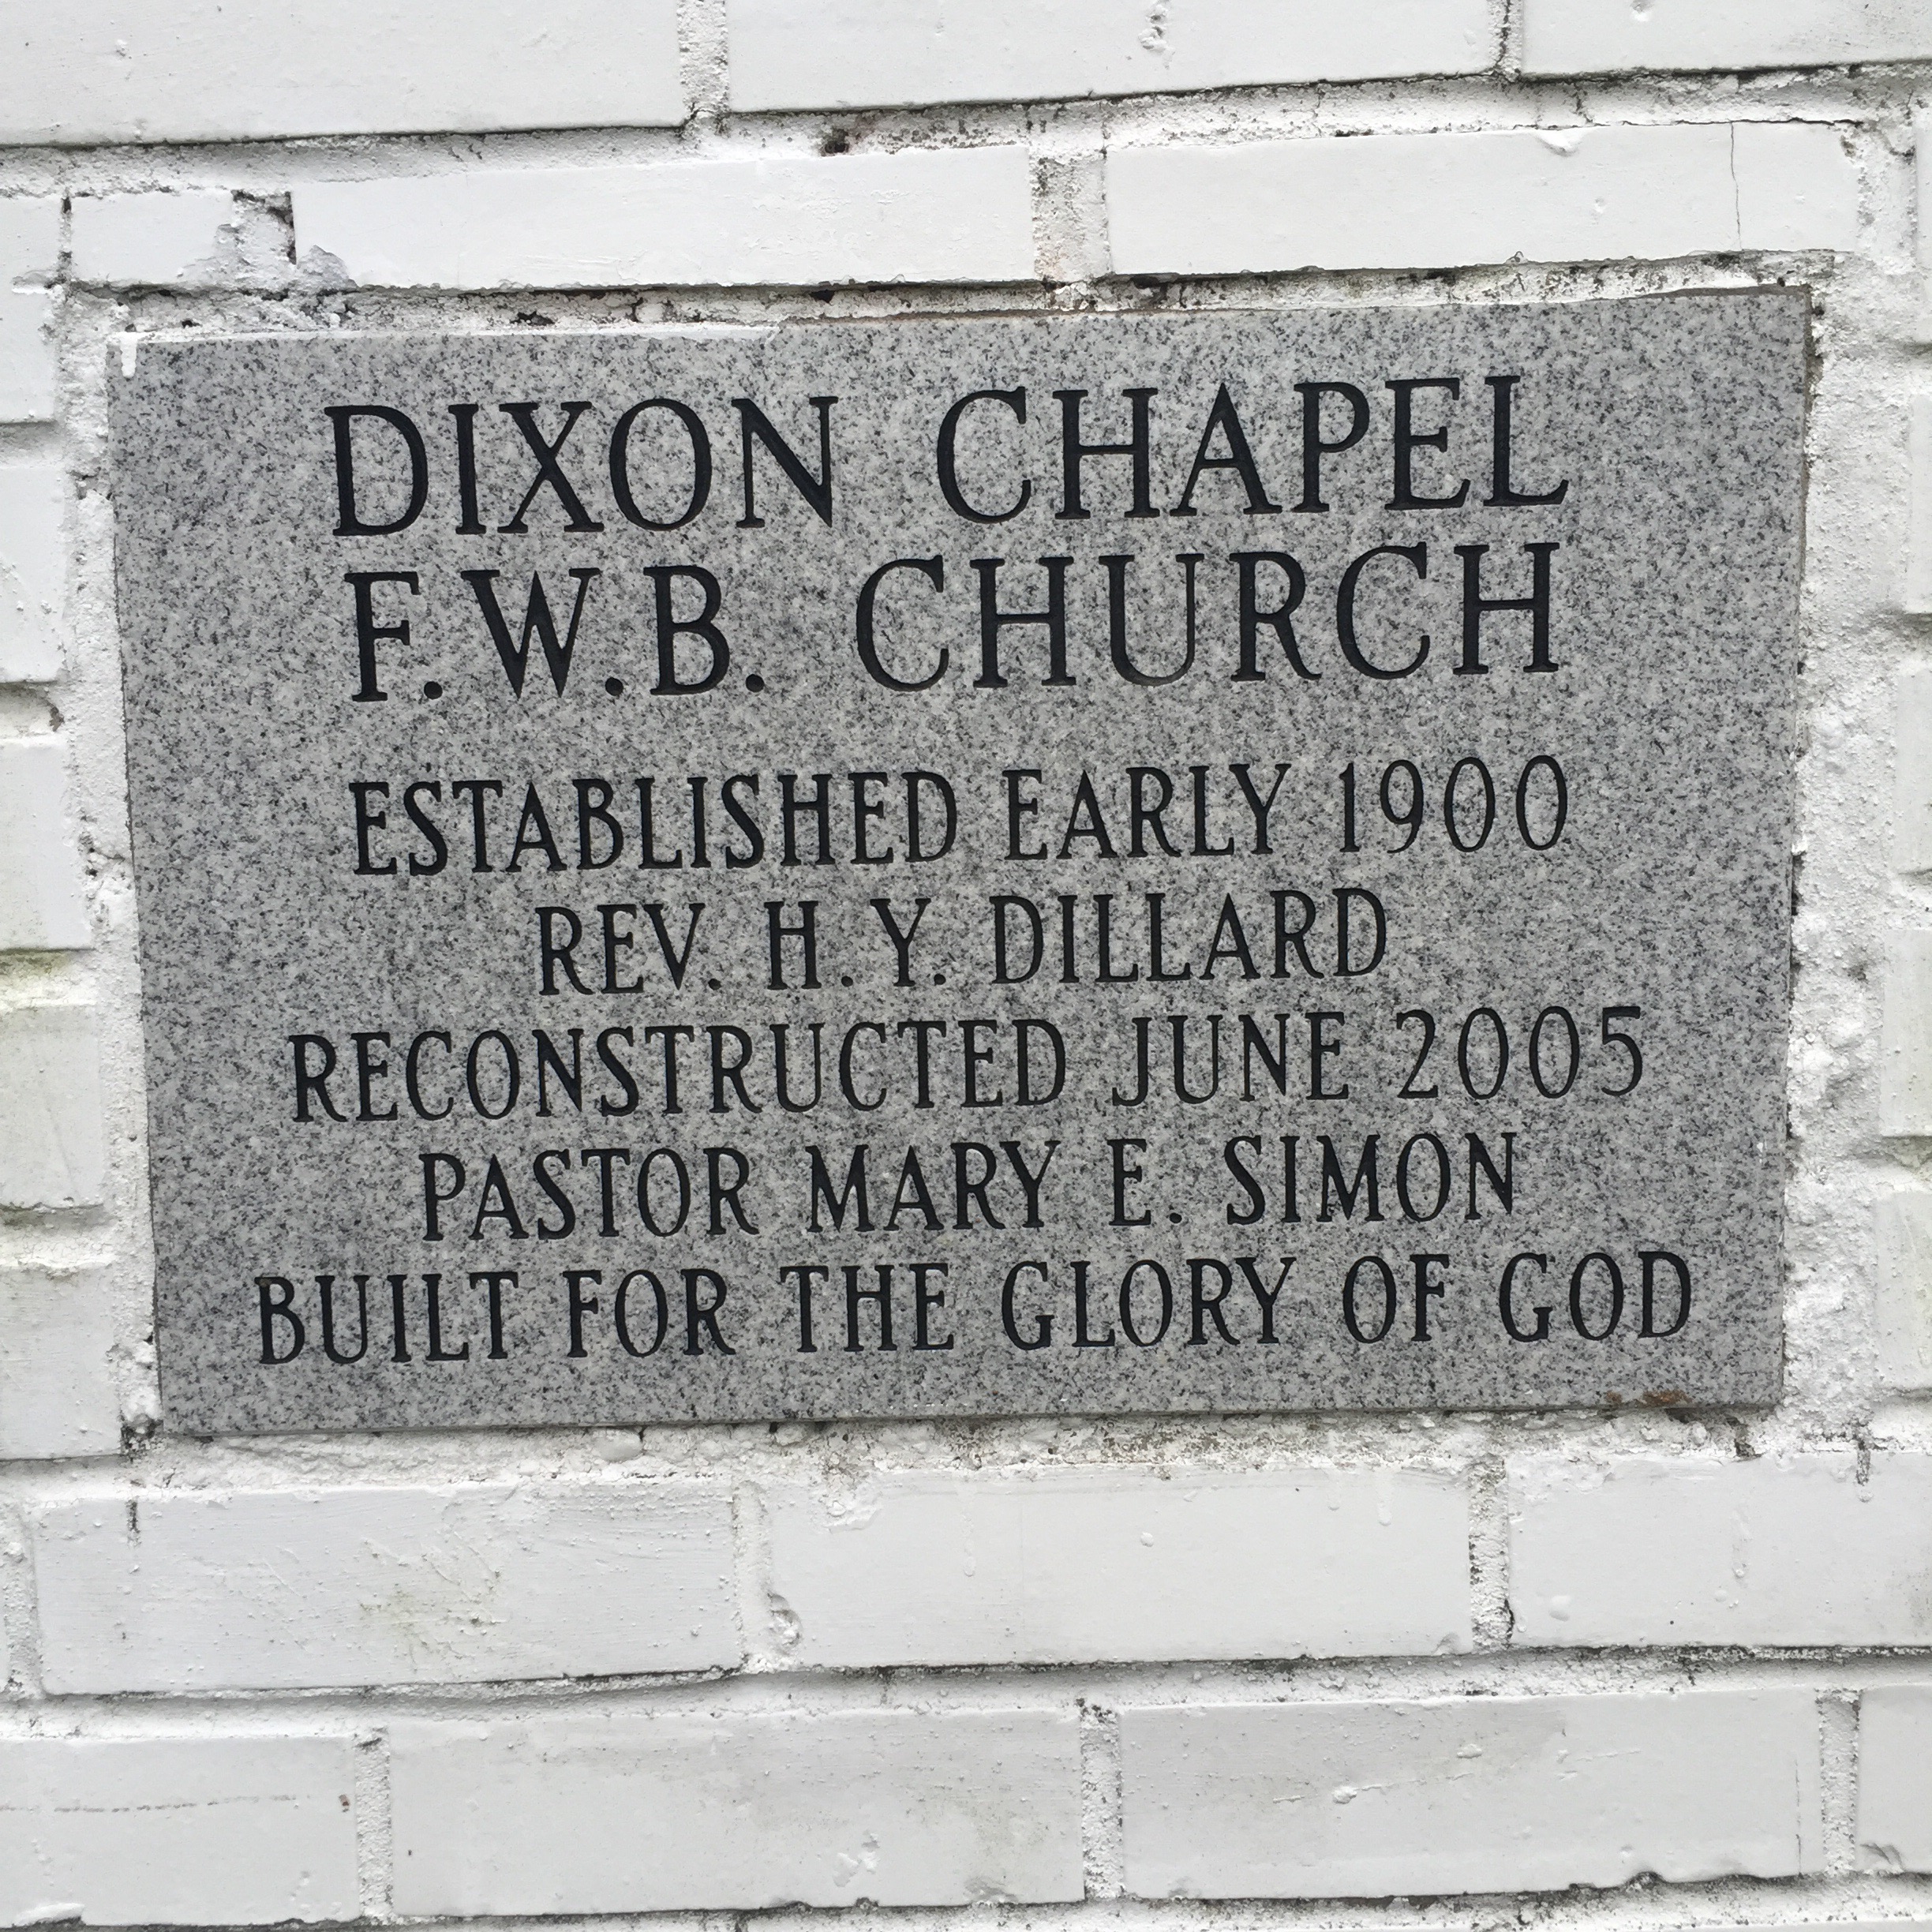 DIXON CHAPEL
F.W.B. CHURCH
ESTABLISHED EARLY 1900
REV. H.Y. DILLARD
RECONSTRUCTED JUNE 2005
PASTOR MARY E. SIMON
BUILT FOR THE GLORY OF GOD